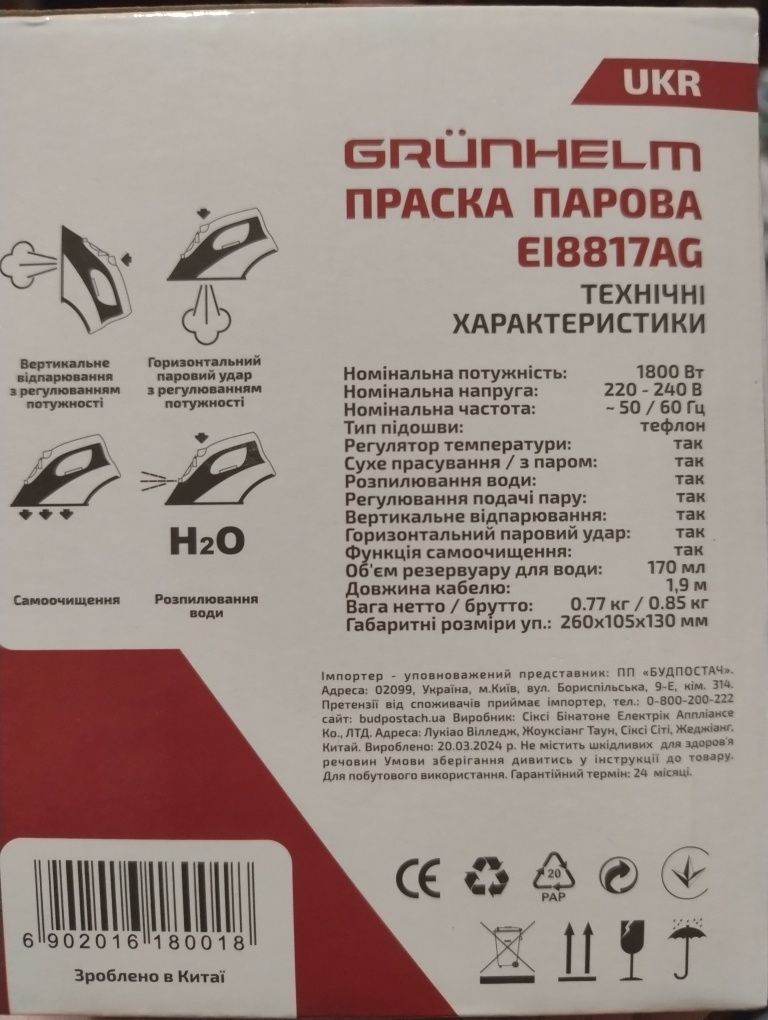 UKR
GRÜNHELM
ПРАСКА ПАРОВА
EI8817AG
ТЕХНІЧНІ
ХАРАКТЕРИСТИКИ
Вертикальне
відпарювання
з регулюванням
потужності
Горизонтальний
паровий удар
з регулюванням
потужності
H2O
Самоочищення
Розпилювання
води
Номінальна потужність: 1800 Вт
Номінальна напруга: 220 - 240 В
Номінальна частота: ~ 50 / 60 Гц
Тип підошви: тефлон
Регулятор температури: так
Сухе прасування / з паром: так
Розпилювання води: так
Регулювання подачі пару: так
Вертикальне відпарювання: так
Горизонтальний паровий удар: так
Функція самоочищення: так
Об'єм резервуару для води: 170 мл
Довжина кабелю: 1,9 м
Вага нетто / брутто: 0.77 кг / 0.85 кг
Габаритні розміри уп.: 260х105х130 мм
Імпортер - уповноважений представник: ПП «БУДПОСТАЧ».
Адреса: 02099, Україна, м.Київ, вул. Бориспільська, 9-Е, кім. 314.
Претензії від споживачів приймає імпортер, тел.: 0-800-200-222
сайт: budpostach.ua Виробник: Сіксі Бінатоне Електрік Аппліансе
Ко., ЛТД. Адреса: Лукіао Вілледж, Жоуксіанг Таун, Сіксі Сіті, Жеджіанг,
Китай. Вироблено: 20.03.2024 р. Не містить шкідливих для здоров'я
речовин Умови зберігання дивитись у інструкції до товару.
Для побутового використання. Гарантійний термін: 24 місяці.
CE
20
PAP
6 902016 180018
Зроблено в Китаї